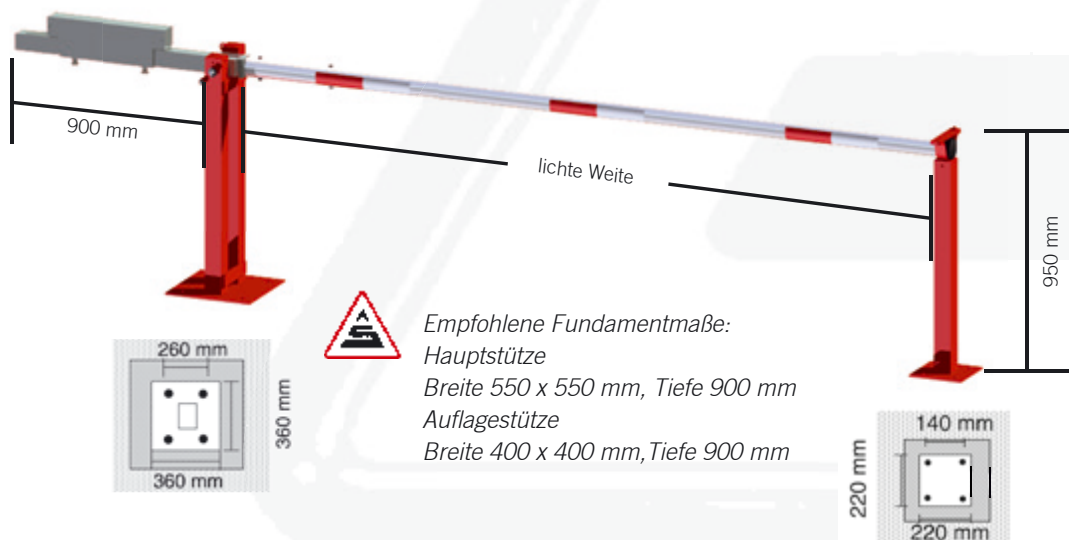 900 mm
lichte Weite
950 mm
Empfohlene Fundamentmaße:
Hauptstütze
Breite 550 x 550 mm, Tiefe 900 mm
Auflagestütze
Breite 400 x 400 mm, Tiefe 900 mm
260 mm
360 mm
360 mm
140 mm
220 mm
220 mm